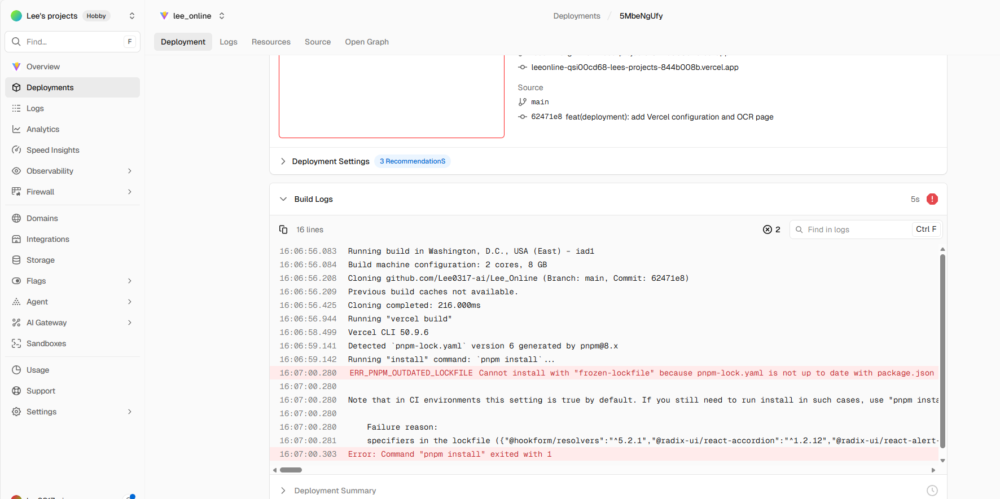 Lee's projects Hobby
Find... F
Overview
Deployments
Logs
Analytics
Speed Insights
Observability
Firewall
Domains
Integrations
Storage
Flags
Agent
AI Gateway
Sandboxes
Usage
Support
Settings
lee_online
Deployments / 5MbeNgUfy
Deployment Logs Resources Source Open Graph
leeonline-qsi00cd68-lees-projects-844b008b.vercel.app
Source
main
62471e8 feat(deployment): add Vercel configuration and OCR page
Deployment Settings 3 RecommendationS
Build Logs 5s
16 lines 2 Find in logs Ctrl F
16:06:56.083 Running build in Washington, D.C., USA (East) – iad1
16:06:56.084 Build machine configuration: 2 cores, 8 GB
16:06:56.208 Cloning github.com/Lee0317-ai/Lee_Online (Branch: main, Commit: 62471e8)
16:06:56.209 Previous build caches not available.
16:06:56.425 Cloning completed: 216.000ms
16:06:56.944 Running "vercel build"
16:06:58.499 Vercel CLI 50.9.6
16:06:59.141 Detected `pnpm-lock.yaml` version 6 generated by pnpm@8.x
16:06:59.142 Running "install" command: `pnpm install`...
16:07:00.280 ERR_PNPM_OUTDATED_LOCKFILE Cannot install with "frozen-lockfile" because pnpm-lock.yaml is not up to date with package.json
16:07:00.280
16:07:00.280 Note that in CI environments this setting is true by default. If you still need to run install in such cases, use "pnpm insta
16:07:00.280
16:07:00.280 Failure reason:
16:07:00.281 specifiers in the lockfile ({"@hookform/resolvers":"^5.2.1","@radix-ui/react-accordion":"^1.2.12","@radix-ui/react-alert-
16:07:00.303 Error: Command "pnpm install" exited with 1
Deployment Summary